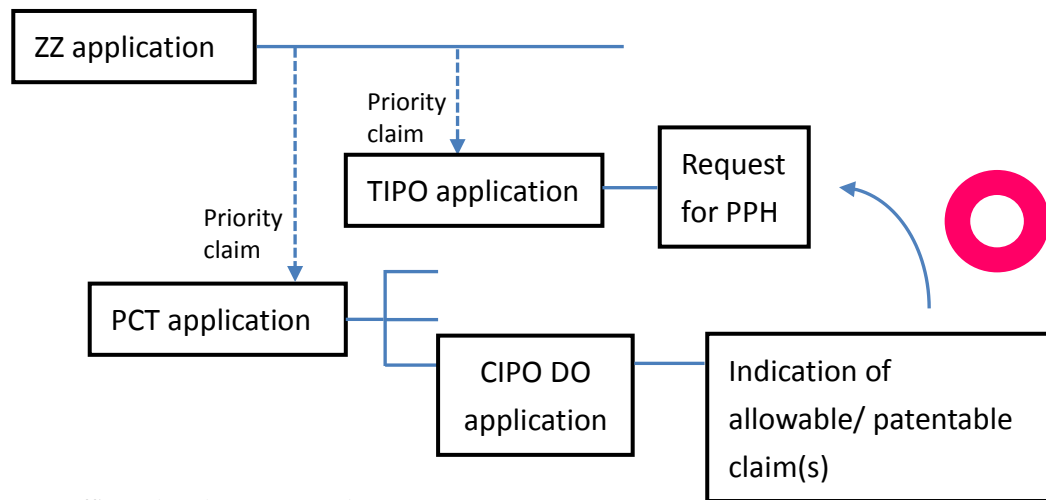 ZZ application
Priority
claim
TIPO application
Request
for PPH
Priority
claim
PCT application
CIPO DO
application
Indication of
allowable/ patentable
claim(s)